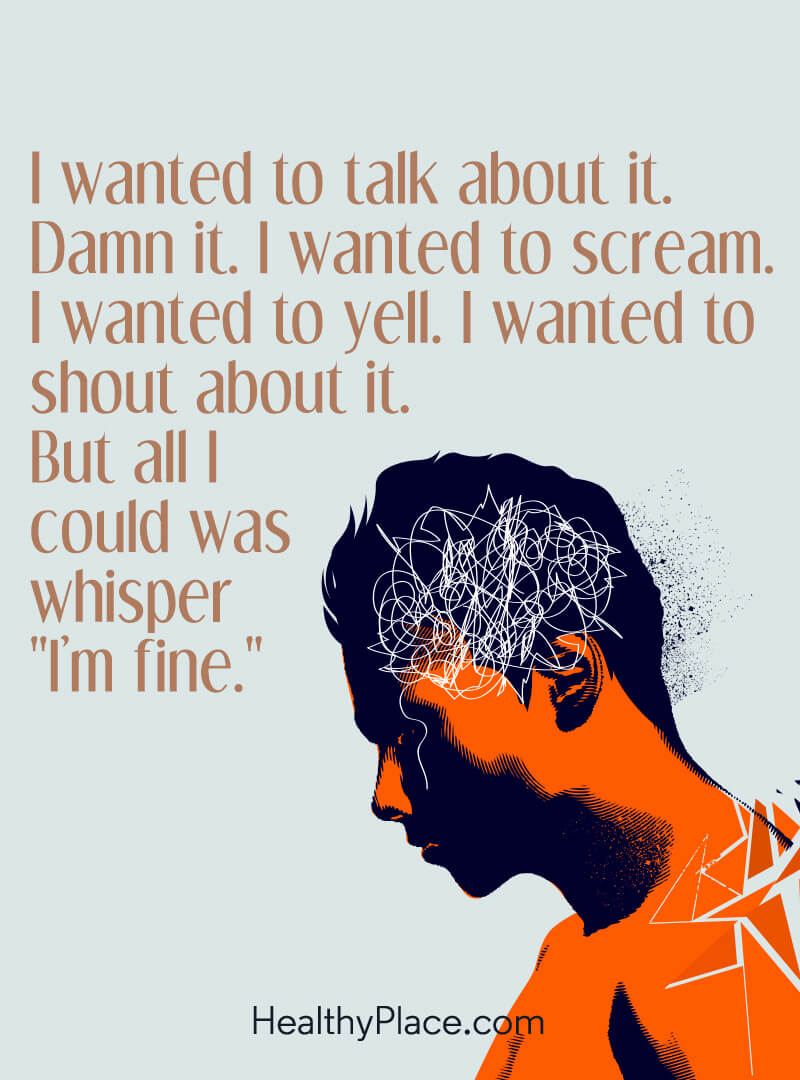 I wanted to talk about it.
Damn it. I wanted to scream.
I wanted to yell. I wanted to
shout about it.
But all I
could was
whisper
"I'm fine."
HealthyPlace.com